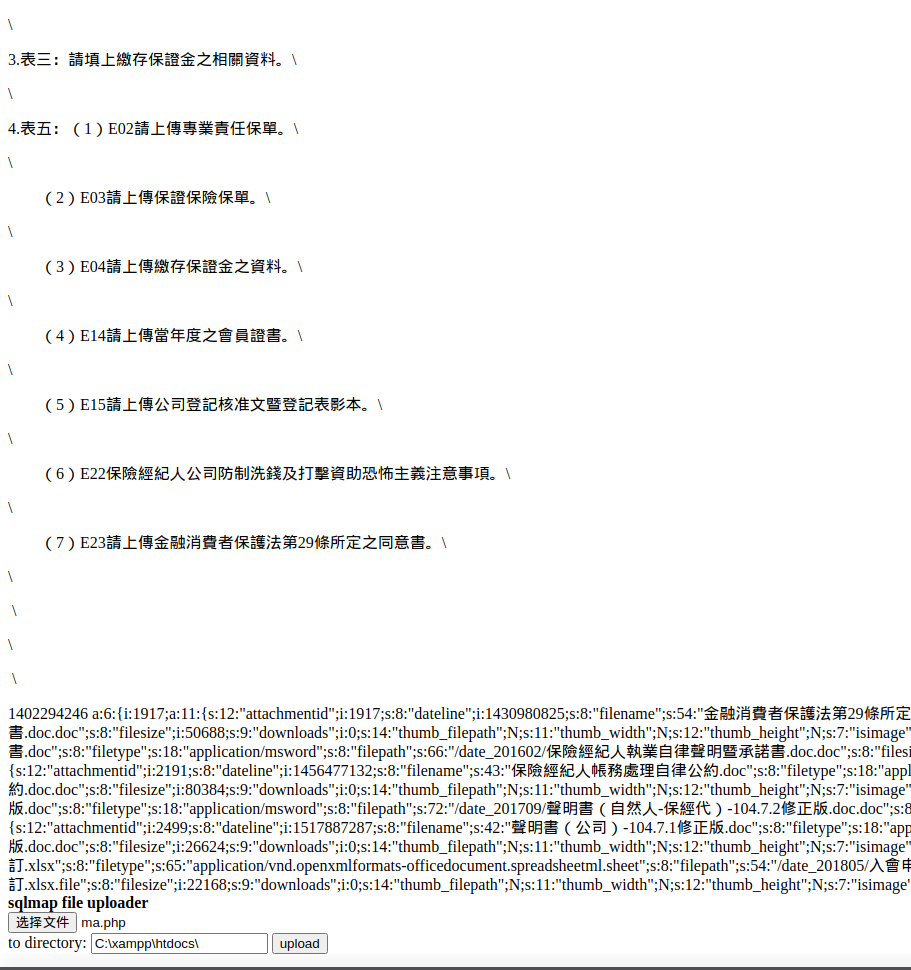 \
3.表三：請填上繳存保證金之相關資料。\
\
4.表五：（1）E02請上傳專業責任保單。\
\
（2）E03請上傳保證保險保單。\
\
（3）E04請上傳繳存保證金之資料。\
\
（4）E14請上傳當年度之會員證書。\
\
（5）E15請上傳公司登記核准文暨登記表影本。\
\
（6）E22保險經紀人公司防制洗錢及打擊資助恐怖主義注意事項。\
\
（7）E23請上傳金融消費者保護法第29條所定之同意書。\
\
\
\
\
1402294246 a:6:{i:1917;a:11:{s:12:"attachmentid";i:1917;s:8:"dateline";i:1430980825;s:8:"filename";s:54:"金融消費者保護法第29條所定
書.doc.doc";s:8:"filesize";i:50688;s:9:"downloads";i:0;s:14:"thumb_filepath";N;s:11:"thumb_width";N;s:12:"thumb_height";N;s:7:"isimage"
書.doc";s:8:"filetype";s:18:"application/msword";s:8:"filepath";s:66:"/date_201602/保險經紀人執業自律聲明暨承諾書.doc.doc";s:8:"filesi
{s:12:"attachmentid";i:2191;s:8:"dateline";i:1456477132;s:8:"filename";s:43:"保險經紀人帳務處理自律公約.doc";s:8:"filetype";s:18:"appl
約.doc.doc";s:8:"filesize";i:80384;s:9:"downloads";i:0;s:14:"thumb_filepath";N;s:11:"thumb_width";N;s:12:"thumb_height";N;s:7:"isimage"
版.doc";s:8:"filetype";s:18:"application/msword";s:8:"filepath";s:72:"/date_201709/聲明書（自然人-保經代）-104.7.2修正版.doc.doc";s:8
{s:12:"attachmentid";i:2499;s:8:"dateline";i:1517887287;s:8:"filename";s:42:"聲明書（公司）-104.7.1修正版.doc";s:8:"filetype";s:18:"app
版.doc.doc";s:8:"filesize";i:26624;s:9:"downloads";i:0;s:14:"thumb_filepath";N;s:11:"thumb_width";N;s:12:"thumb_height";N;s:7:"isimage"
訂.xlsx";s:8:"filetype";s:65:"application/vnd.openxmlformats-officedocument.spreadsheetml.sheet";s:8:"filepath";s:54:"/date_201805/入會申
訂.xlsx.file";s:8:"filesize";i:22168;s:9:"downloads";i:0;s:14:"thumb_filepath";N;s:11:"thumb_width";N;s:12:"thumb_height";N;s:7:"isimage"
sqlmap file uploader
选择文件 ma.php
to directory: C:\xampp\htdocs\ upload